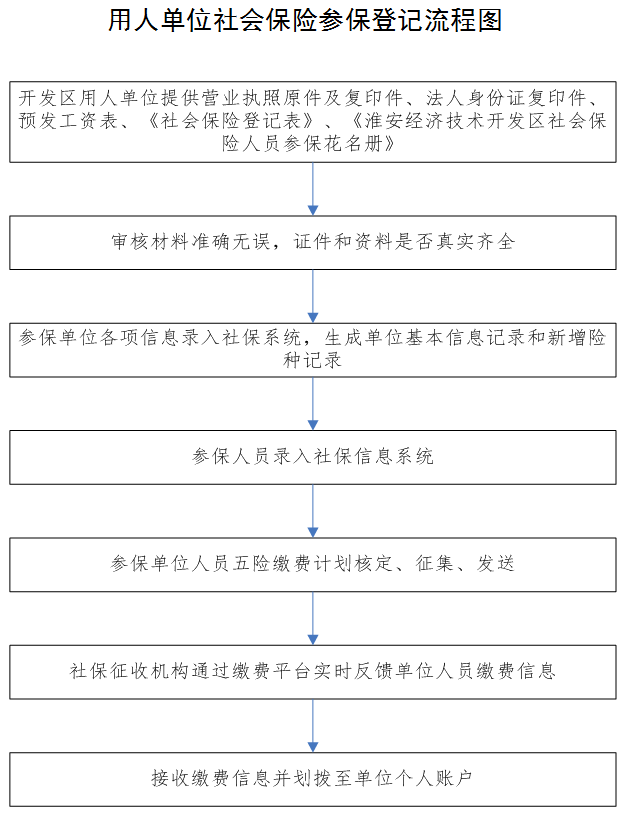 用人单位社会保险参保登记流程图
开发区用人单位提供营业执照原件及复印件、法人身份证复印件、
预发工资表、《社会保险登记表》、《淮安经济技术开发区社会保
险人员参保花名册》
审核材料准确无误，证件和资料是否真实齐全
参保单位各项信息录入社保系统，生成单位基本信息记录和新增险
种记录
参保人员录入社保信息系统
参保单位人员五险缴费计划核定、征集、发送
社保征收机构通过缴费平台实时反馈单位人员缴费信息
接收缴费信息并划拨至单位个人账户